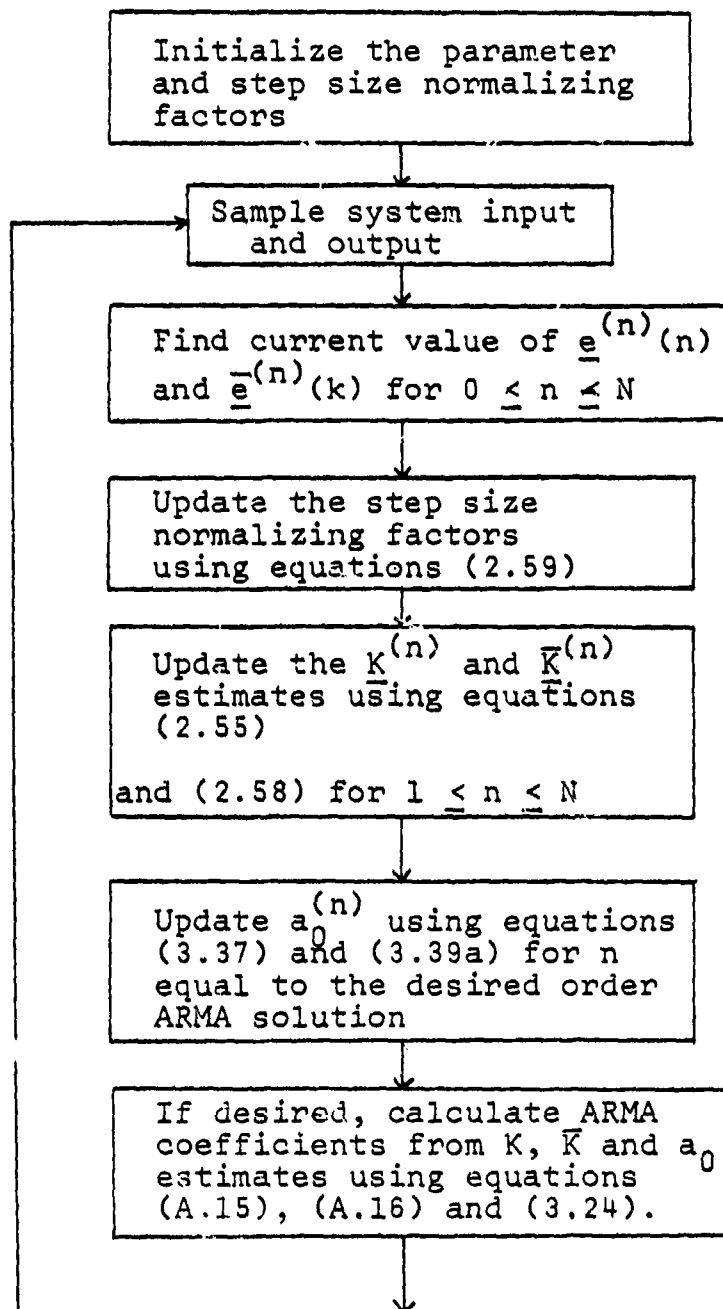 Initialize the parameter
and step size normalizing
factors
Sample system input
and output
Find current value of e̲^(n)(n)
and e̲̅^(n)(k) for 0 ≤ n ≤ N
Update the step size
normalizing factors
using equations (2.59)
Update the K̲^(n) and K̲̅^(n)
estimates using equations
(2.55)
and (2.58) for 1 ≤ n ≤ N
Update a_0^(n) using equations
(3.37) and (3.39a) for n
equal to the desired order
ARMA solution
If desired, calculate ARMA
coefficients from K, K̅ and a_0
estimates using equations
(A.15), (A.16) and (3.24).